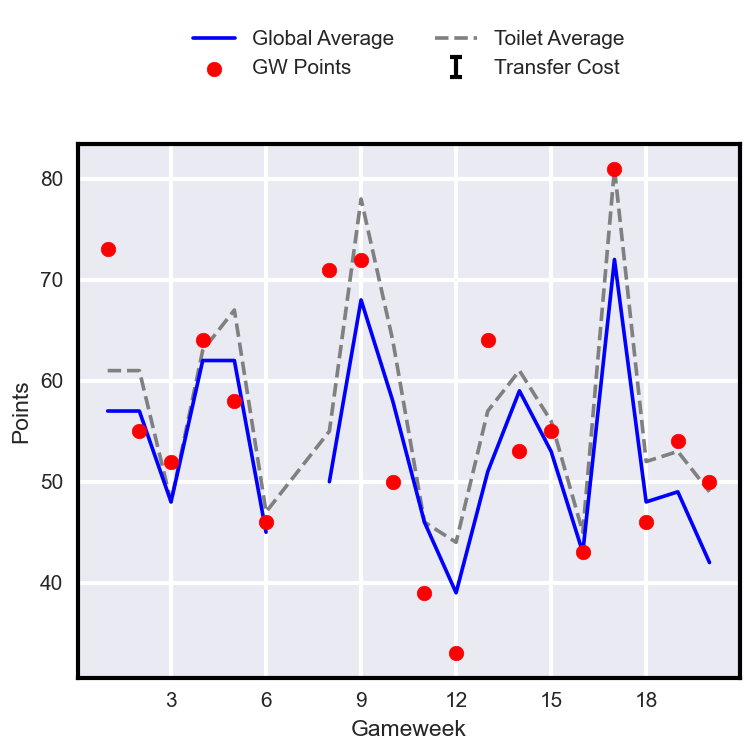 Global Average
Toilet Average
GW Points
Transfer Cost
80
70
60
50
40
Points
3
6
9
12
15
18
Gameweek